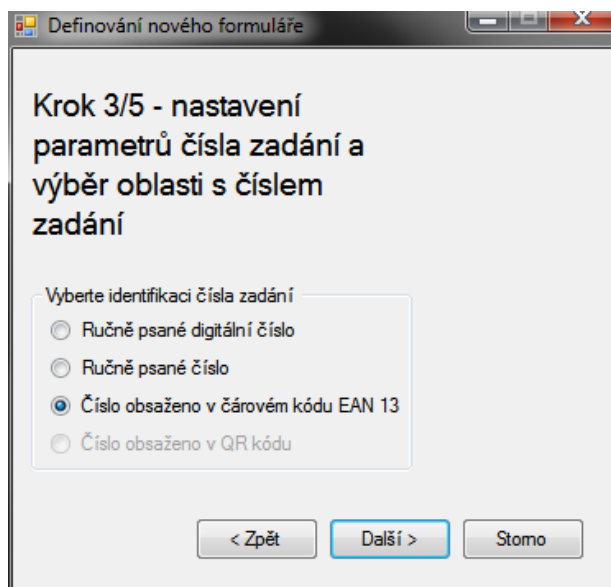 Definování nového formuláře
Krok 3/5 - nastavení
parametrů čísla zadání a
výběr oblasti s číslem
zadání
Vyberte identifikaci čísla zadání
Ručně psané digitální číslo
Ručně psané číslo
Číslo obsaženo v čárovém kódu EAN 13
Číslo obsaženo v QR kódu
< Zpět
Další >
Storno